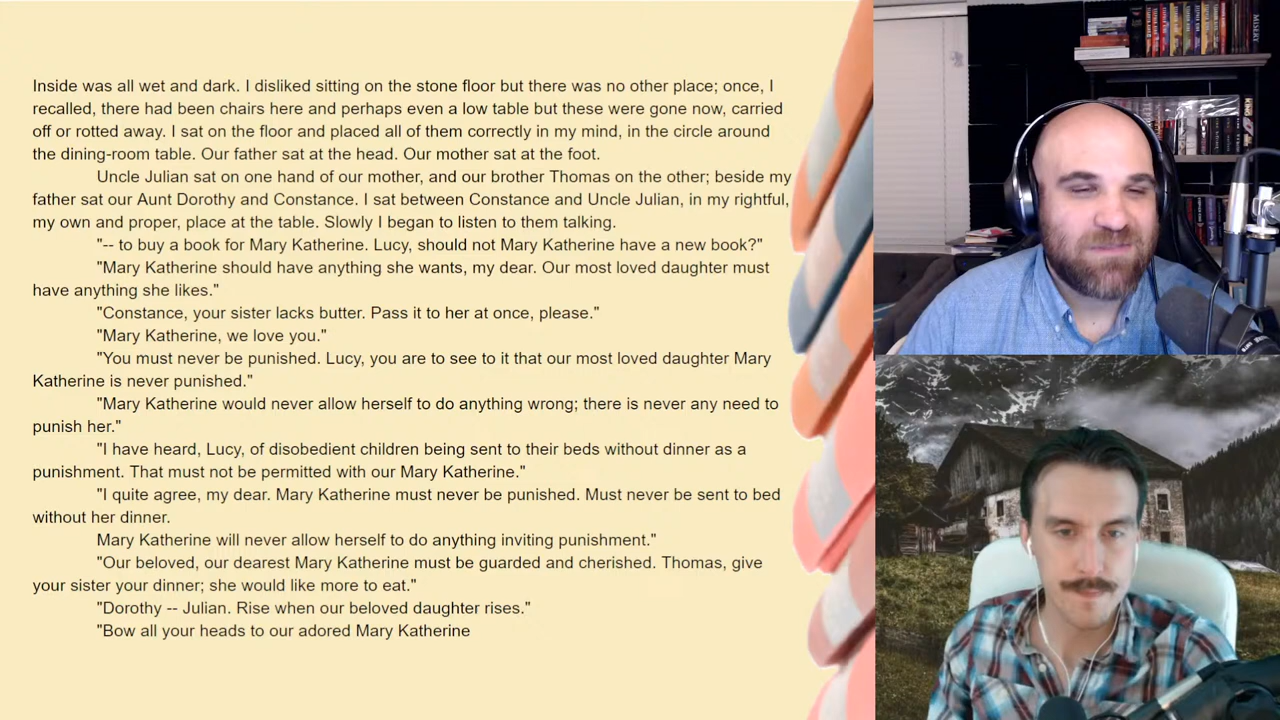 Inside was all wet and dark. I disliked sitting on the stone floor but there was no other place; once, I
recalled, there had been chairs here and perhaps even a low table but these were gone now, carried
off or rotted away. I sat on the floor and placed all of them correctly in my mind, in the circle around
the dining-room table. Our father sat at the head. Our mother sat at the foot.
Uncle Julian sat on one hand of our mother, and our brother Thomas on the other; beside my
father sat our Aunt Dorothy and Constance. I sat between Constance and Uncle Julian, in my rightful,
my own and proper, place at the table. Slowly I began to listen to them talking.
"-- to buy a book for Mary Katherine. Lucy, should not Mary Katherine have a new book?"
"Mary Katherine should have anything she wants, my dear. Our most loved daughter must
have anything she likes."
"Constance, your sister lacks butter. Pass it to her at once, please."
"Mary Katherine, we love you."
"You must never be punished. Lucy, you are to see to it that our most loved daughter Mary
Katherine is never punished."
"Mary Katherine would never allow herself to do anything wrong; there is never any need to
punish her."
"I have heard, Lucy, of disobedient children being sent to their beds without dinner as a
punishment. That must not be permitted with our Mary Katherine."
"I quite agree, my dear. Mary Katherine must never be punished. Must never be sent to bed
without her dinner.
Mary Katherine will never allow herself to do anything inviting punishment."
"Our beloved, our dearest Mary Katherine must be guarded and cherished. Thomas, give
your sister your dinner; she would like more to eat."
"Dorothy -- Julian. Rise when our beloved daughter rises."
"Bow all your heads to our adored Mary Katherine
MISERY
KING